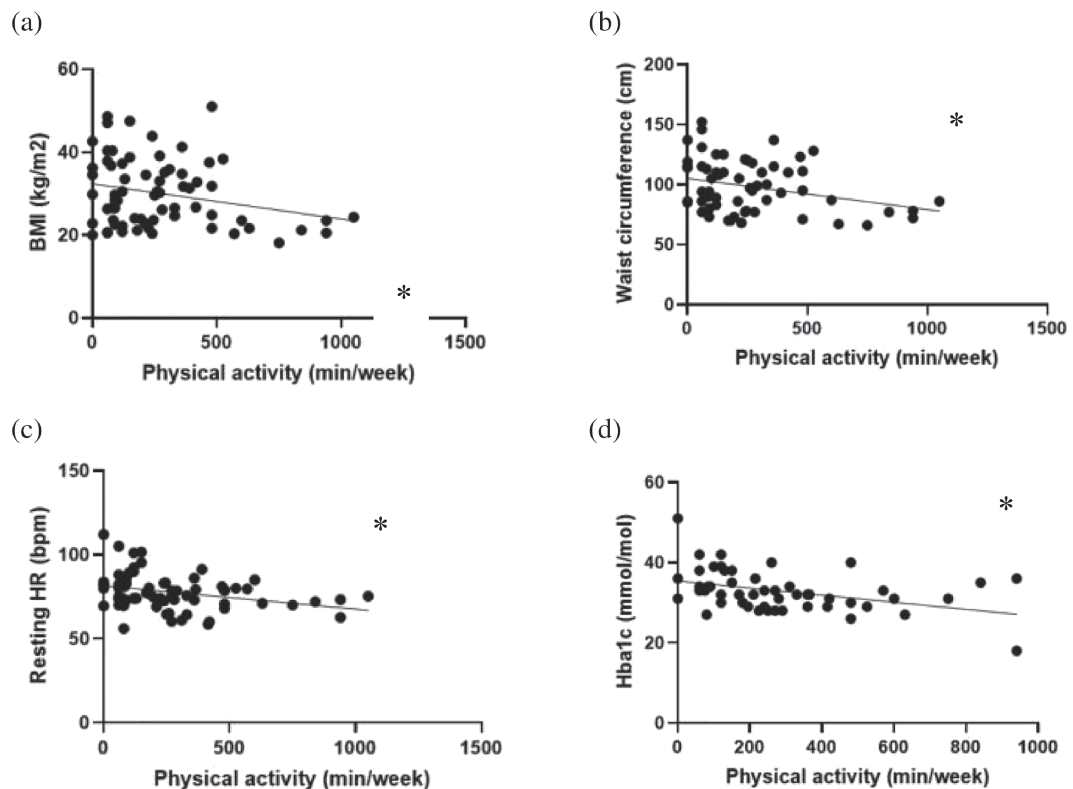 (a)
60
40
20
0
BMI (kg/m2)
*
0 500 1000 1500
Physical activity (min/week)
(b)
200
150
100
50
0
Waist circumference (cm)
*
0 500 1000 1500
Physical activity (min/week)
(c)
150
100
50
0
Resting HR (bpm)
*
0 500 1000 1500
Physical activity (min/week)
(d)
60
40
20
0
Hba1c (mmol/mol)
*
0 200 400 600 800 1000
Physical activity (min/week)